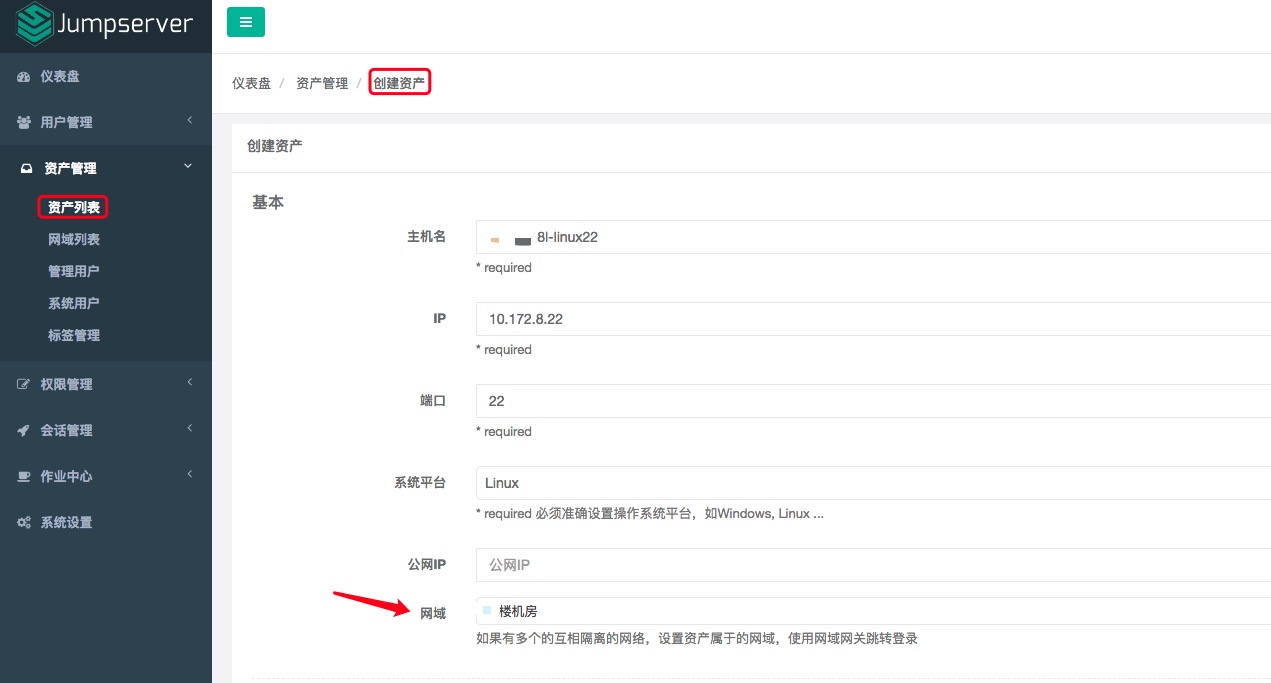 Jumpserver
仪表盘
用户管理
资产管理
资产列表
网域列表
管理用户
系统用户
标签管理
权限管理
会话管理
作业中心
系统设置
仪表盘 / 资产管理 / 创建资产
创建资产
基本
主机名
8l-linux22
* required
IP
10.172.8.22
* required
端口
22
* required
系统平台
Linux
* required 必须准确设置操作系统平台，如Windows, Linux ...
公网IP
公网IP
网域
楼机房
如果有多个的互相隔离的网络，设置资产属于的网域，使用网域网关跳转登录